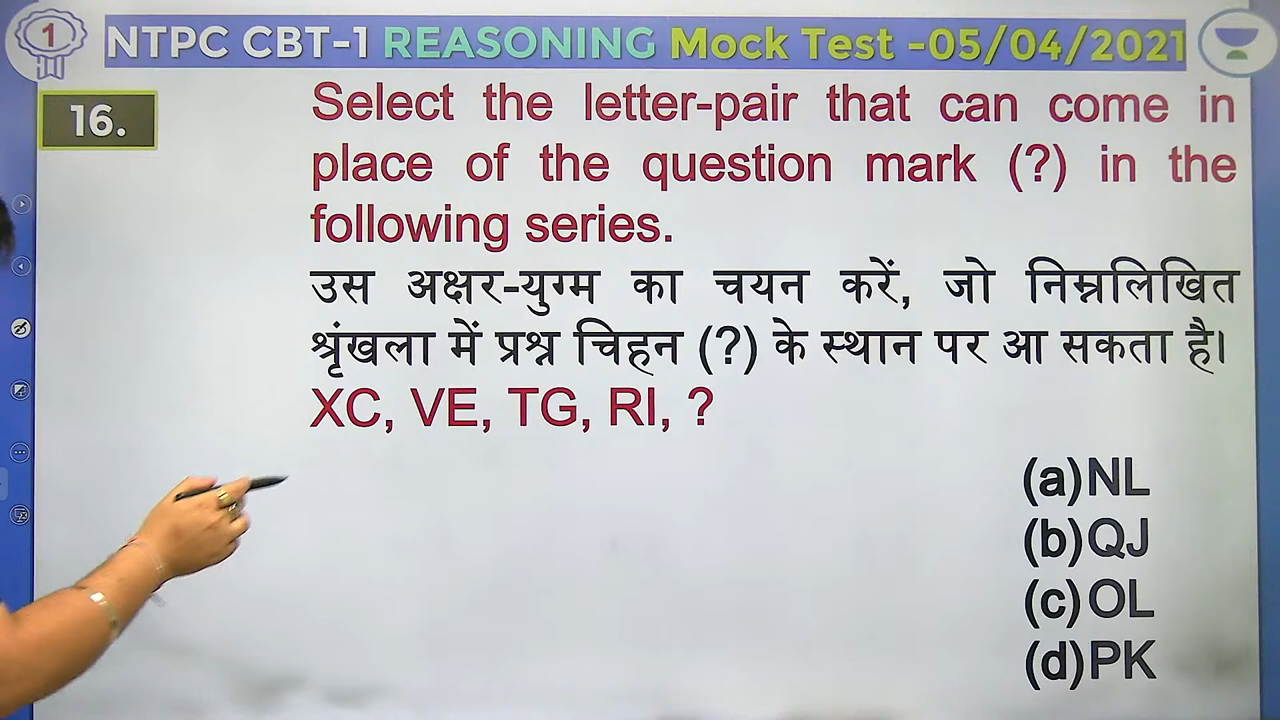 1
NTPC CBT-1 REASONING Mock Test -05/04/2021
16.
Select the letter-pair that can come in
place of the question mark (?) in the
following series.
उस अक्षर-युग्म का चयन करें, जो निम्नलिखित
श्रृंखला में प्रश्न चिहन (?) के स्थान पर आ सकता है।
XC, VE, TG, RI, ?
(a)NL
(b)QJ
(c)OL
(d)PK